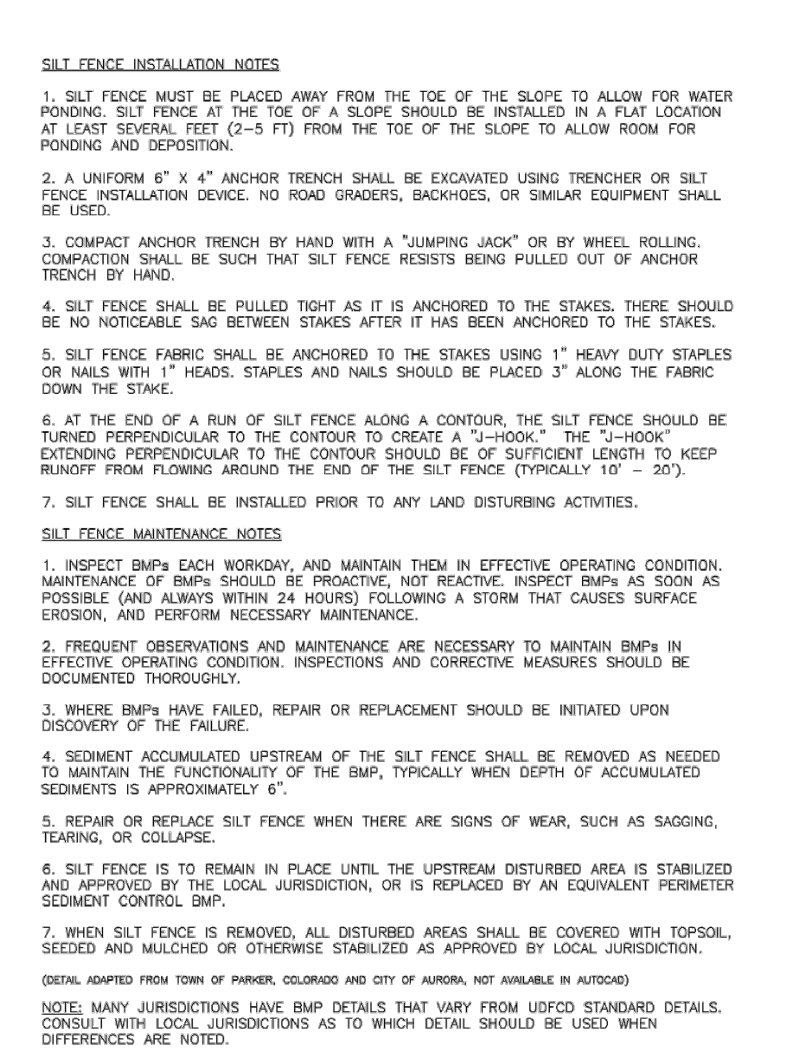 SILT FENCE INSTALLATION NOTES
1. SILT FENCE MUST BE PLACED AWAY FROM THE TOE OF THE SLOPE TO ALLOW FOR WATER
PONDING. SILT FENCE AT THE TOE OF A SLOPE SHOULD BE INSTALLED IN A FLAT LOCATION
AT LEAST SEVERAL FEET (2-5 FT) FROM THE TOE OF THE SLOPE TO ALLOW ROOM FOR
PONDING AND DEPOSITION.
2. A UNIFORM 6" X 4" ANCHOR TRENCH SHALL BE EXCAVATED USING TRENCHER OR SILT
FENCE INSTALLATION DEVICE. NO ROAD GRADERS, BACKHOES, OR SIMILAR EQUIPMENT SHALL
BE USED.
3. COMPACT ANCHOR TRENCH BY HAND WITH A "JUMPING JACK" OR BY WHEEL ROLLING.
COMPACTION SHALL BE SUCH THAT SILT FENCE RESISTS BEING PULLED OUT OF ANCHOR
TRENCH BY HAND.
4. SILT FENCE SHALL BE PULLED TIGHT AS IT IS ANCHORED TO THE STAKES. THERE SHOULD
BE NO NOTICEABLE SAG BETWEEN STAKES AFTER IT HAS BEEN ANCHORED TO THE STAKES.
5. SILT FENCE FABRIC SHALL BE ANCHORED TO THE STAKES USING 1" HEAVY DUTY STAPLES
OR NAILS WITH 1" HEADS. STAPLES AND NAILS SHOULD BE PLACED 3" ALONG THE FABRIC
DOWN THE STAKE.
6. AT THE END OF A RUN OF SILT FENCE ALONG A CONTOUR, THE SILT FENCE SHOULD BE
TURNED PERPENDICULAR TO THE CONTOUR TO CREATE A "J-HOOK." THE "J-HOOK"
EXTENDING PERPENDICULAR TO THE CONTOUR SHOULD BE OF SUFFICIENT LENGTH TO KEEP
RUNOFF FROM FLOWING AROUND THE END OF THE SILT FENCE (TYPICALLY 10' - 20').
7. SILT FENCE SHALL BE INSTALLED PRIOR TO ANY LAND DISTURBING ACTIVITIES.
SILT FENCE MAINTENANCE NOTES
1. INSPECT BMPs EACH WORKDAY, AND MAINTAIN THEM IN EFFECTIVE OPERATING CONDITION.
MAINTENANCE OF BMPs SHOULD BE PROACTIVE, NOT REACTIVE. INSPECT BMPs AS SOON AS
POSSIBLE (AND ALWAYS WITHIN 24 HOURS) FOLLOWING A STORM THAT CAUSES SURFACE
EROSION, AND PERFORM NECESSARY MAINTENANCE.
2. FREQUENT OBSERVATIONS AND MAINTENANCE ARE NECESSARY TO MAINTAIN BMPs IN
EFFECTIVE OPERATING CONDITION. INSPECTIONS AND CORRECTIVE MEASURES SHOULD BE
DOCUMENTED THOROUGHLY.
3. WHERE BMPs HAVE FAILED, REPAIR OR REPLACEMENT SHOULD BE INITIATED UPON
DISCOVERY OF THE FAILURE.
4. SEDIMENT ACCUMULATED UPSTREAM OF THE SILT FENCE SHALL BE REMOVED AS NEEDED
TO MAINTAIN THE FUNCTIONALITY OF THE BMP, TYPICALLY WHEN DEPTH OF ACCUMULATED
SEDIMENTS IS APPROXIMATELY 6".
5. REPAIR OR REPLACE SILT FENCE WHEN THERE ARE SIGNS OF WEAR, SUCH AS SAGGING,
TEARING, OR COLLAPSE.
6. SILT FENCE IS TO REMAIN IN PLACE UNTIL THE UPSTREAM DISTURBED AREA IS STABILIZED
AND APPROVED BY THE LOCAL JURISDICTION, OR IS REPLACED BY AN EQUIVALENT PERIMETER
SEDIMENT CONTROL BMP.
7. WHEN SILT FENCE IS REMOVED, ALL DISTURBED AREAS SHALL BE COVERED WITH TOPSOIL,
SEEDED AND MULCHED OR OTHERWISE STABILIZED AS APPROVED BY LOCAL JURISDICTION.
(DETAIL ADAPTED FROM TOWN OF PARKER, COLORADO AND CITY OF AURORA, NOT AVAILABLE IN AUTOCAD)
NOTE: MANY JURISDICTIONS HAVE BMP DETAILS THAT VARY FROM UDFCD STANDARD DETAILS.
CONSULT WITH LOCAL JURISDICTIONS AS TO WHICH DETAIL SHOULD BE USED WHEN
DIFFERENCES ARE NOTED.